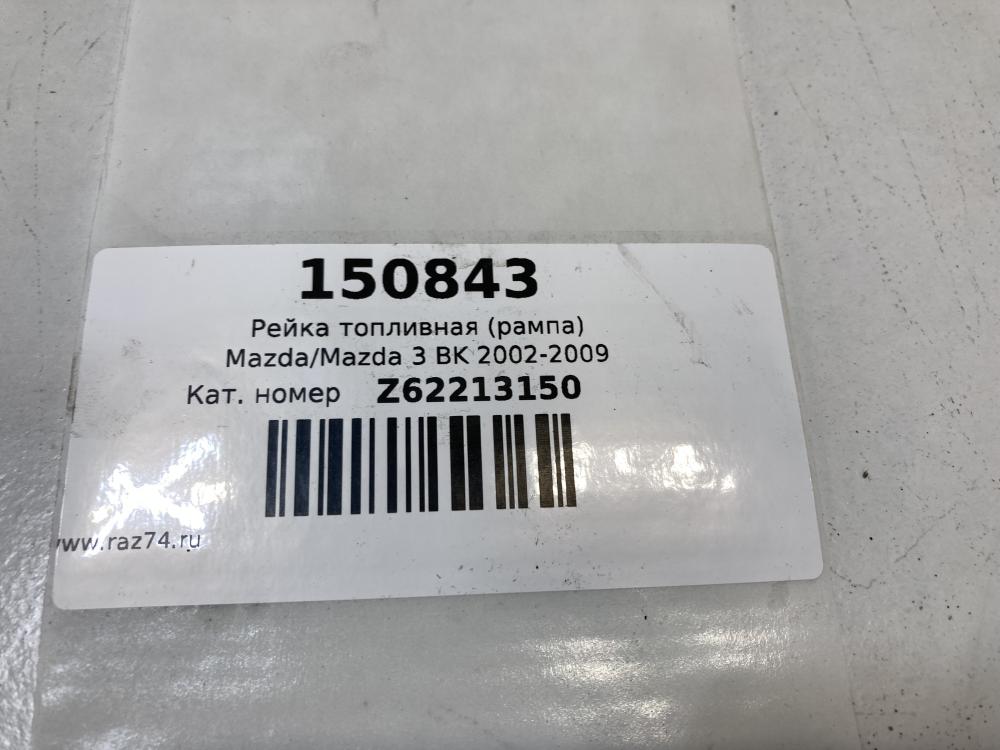 150843
Рейка топливная (рампа)
Mazda/Mazda 3 BK 2002-2009
Кат. номер Z62213150
www.raz74.ru